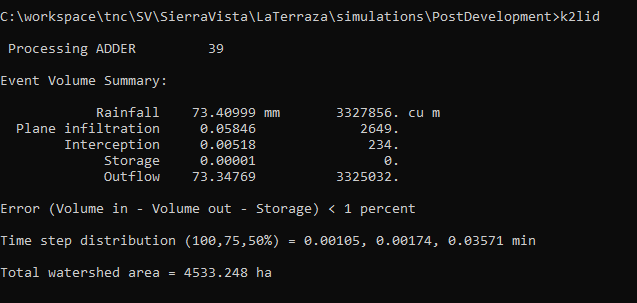 C:\workspace\tnc\SV\SierraVista\LaTerraza\simulations\PostDevelopment>k2lid
Processing ADDER 39
Event Volume Summary:
Rainfall 73.40999 mm 3327856. cu m
Plane infiltration 0.05846 2649.
Interception 0.00518 234.
Storage 0.00001 0.
Outflow 73.34769 3325032.
Error (Volume in - Volume out - Storage) < 1 percent
Time step distribution (100,75,50%) = 0.00105, 0.00174, 0.03571 min
Total watershed area = 4533.248 ha